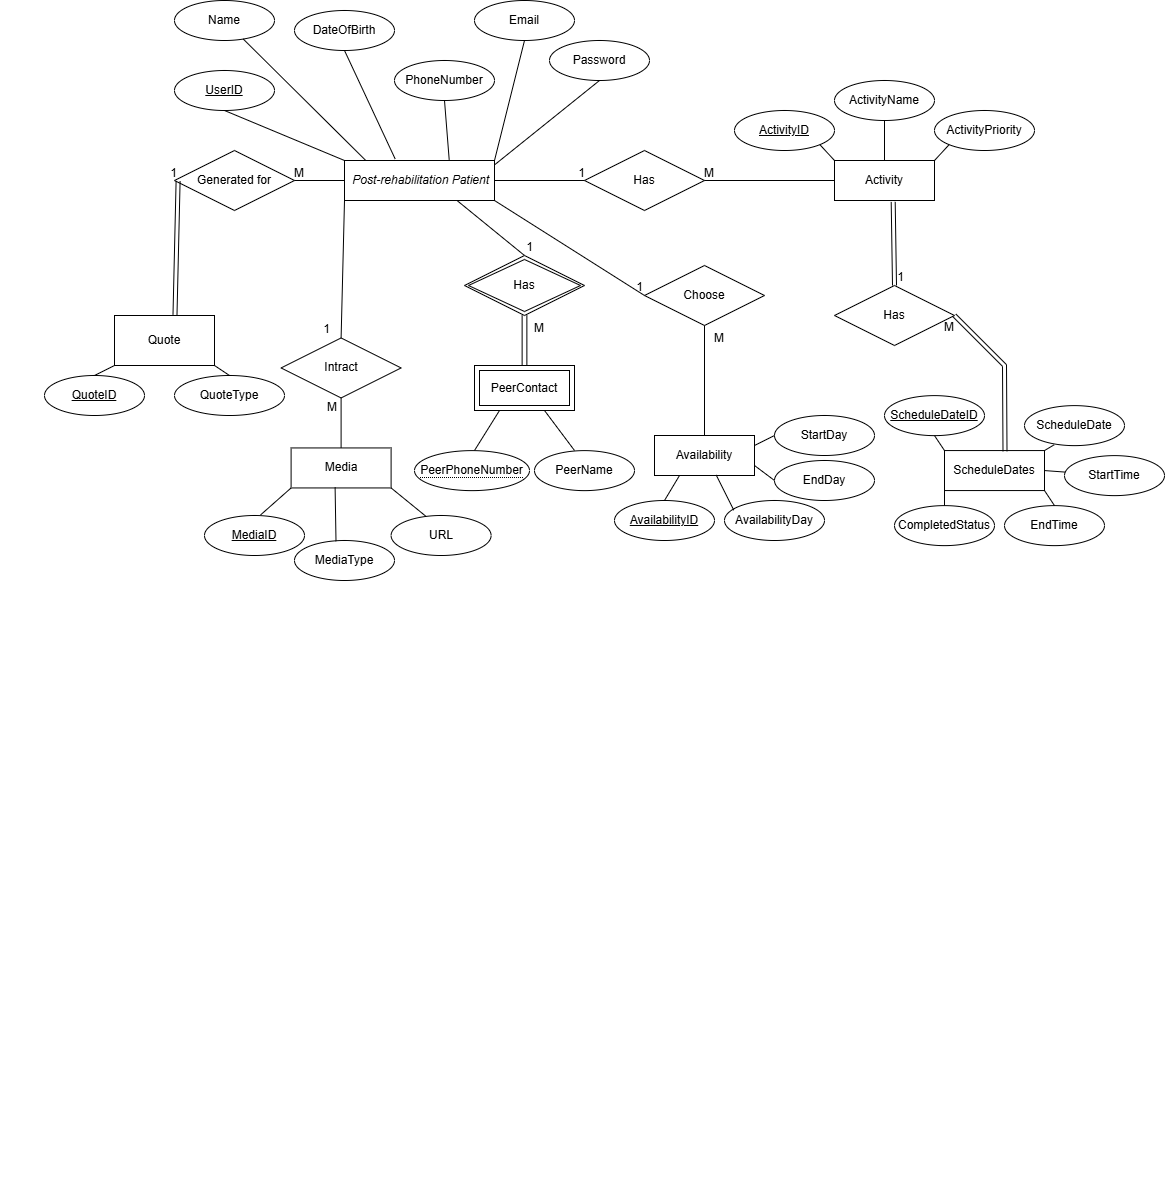 Name
DateOfBirth
Email
Password
PhoneNumber
UserID
ActivityName
ActivityID
ActivityPriority
1
Generated for
M
Post-rehabilitation Patient
1
Has
M
Activity
1
Has
M
1
Choose
M
1
Has
M
Quote
QuoteID
QuoteType
1
Intract
M
PeerContact
PeerPhoneNumber
PeerName
Media
MediaID
MediaType
URL
Availability
StartDay
EndDay
AvailabilityID
AvailabilityDay
ScheduleDateID
ScheduleDate
ScheduleDates
StartTime
CompletedStatus
EndTime